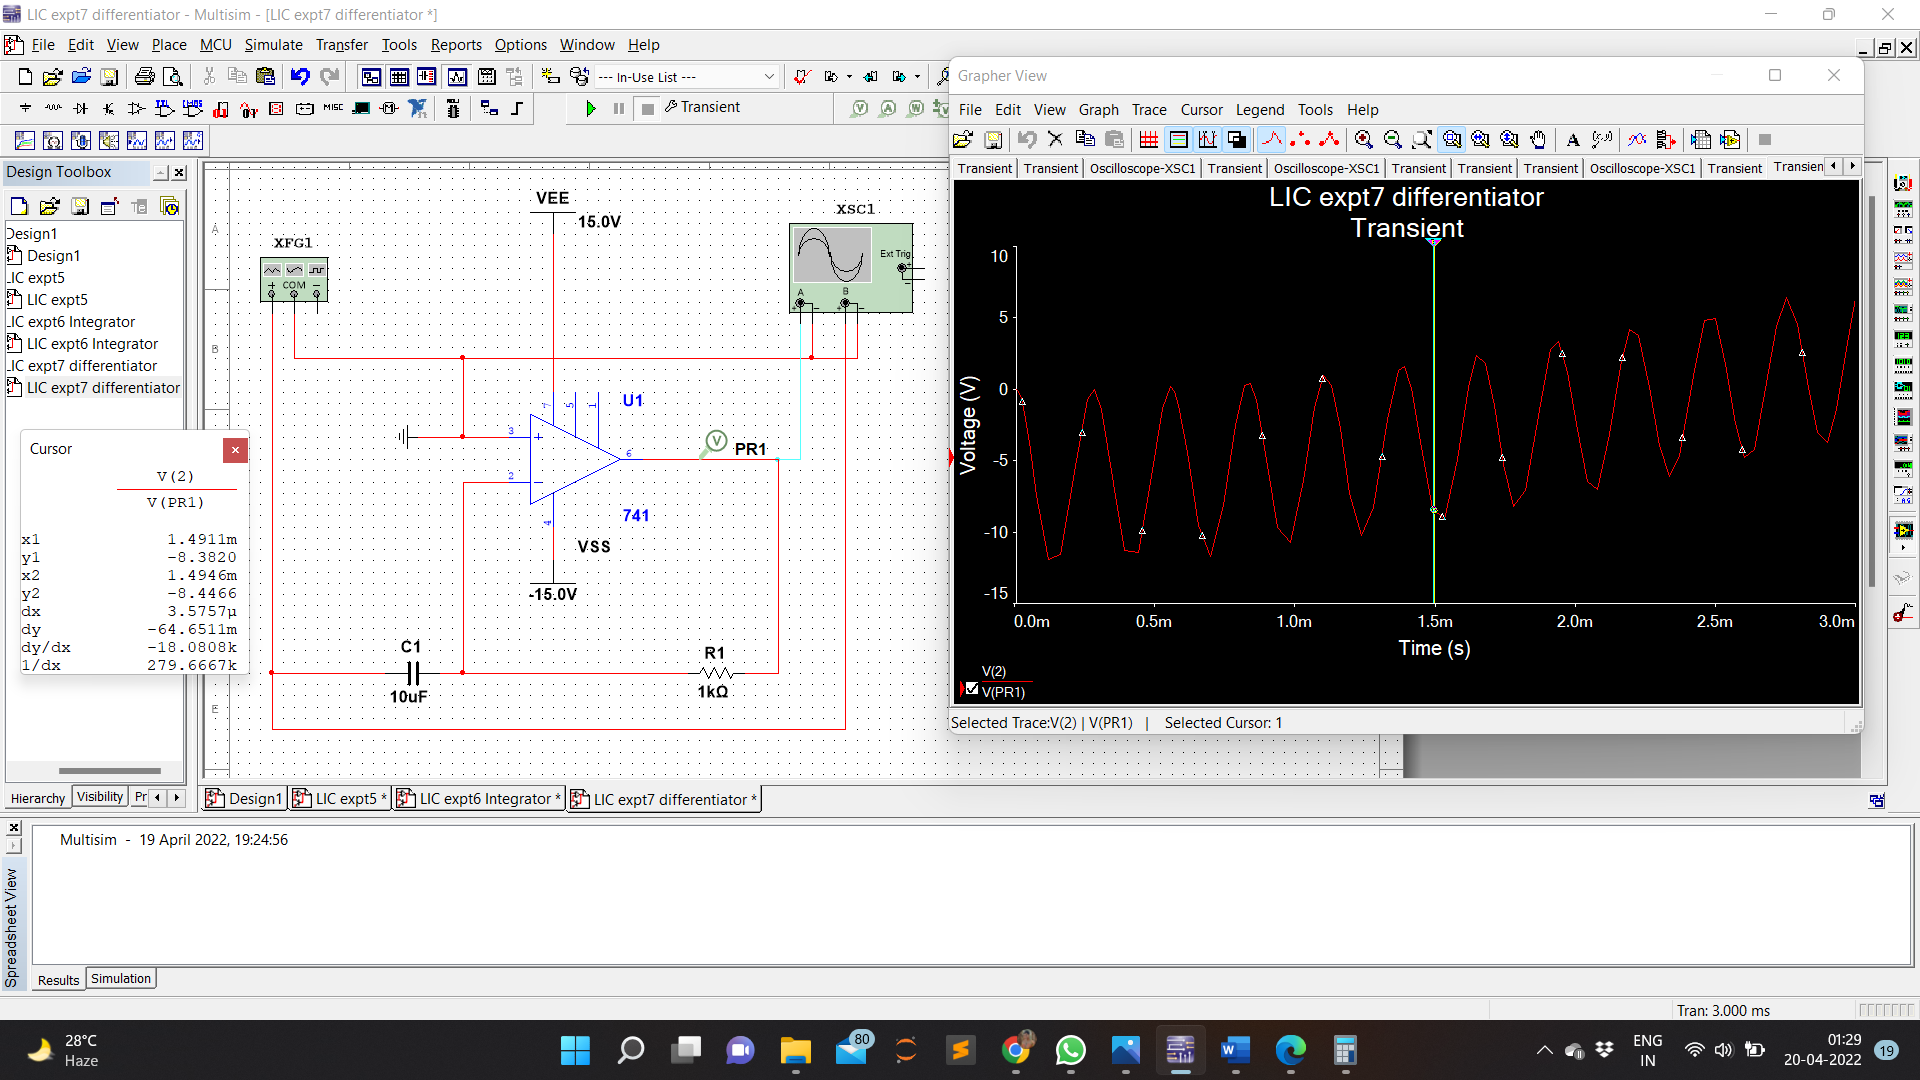 LIC expt7 differentiator - Multisim - [LIC expt7 differentiator *]
File Edit View Place MCU Simulate Transfer Tools Reports Options Window Help
--- In-Use List ---
MISC
Transient
Design Toolbox
Design1
Design1
LIC expt5
LIC expt5
LIC expt6 Integrator
LIC expt6 Integrator
LIC expt7 differentiator
LIC expt7 differentiator
Hierarchy Visibility Pr
Cursor
V(2)
V(PR1)
x1 1.4911m
y1 -8.3820
x2 1.4946m
y2 -8.4466
dx 3.5757µ
dy -64.6511m
dy/dx -18.0808k
1/dx 279.6667k
A
B
E
VEE
15.0V
XFG1
COM
XSC1
Ext Trig
A
B
U1
7 5 1
3
2
6
4
741
PR1
V
VSS
-15.0V
C1
10uF
R1
1kΩ
Design1 LIC expt5 * LIC expt6 Integrator * LIC expt7 differentiator *
Grapher View
File Edit View Graph Trace Cursor Legend Tools Help
Transient Transient Oscilloscope-XSC1 Transient Oscilloscope-XSC1 Transient Transient Transient Oscilloscope-XSC1 Transient Transien
LIC expt7 differentiator
Transient
Voltage (V)
10
5
0
-5
-10
-15
0.0m 0.5m 1.0m 1.5m 2.0m 2.5m 3.0m
Time (s)
V(2)
V(PR1)
Selected Trace:V(2) | V(PR1) | Selected Cursor: 1
Spreadsheet View
Multisim - 19 April 2022, 19:24:56
Results Simulation
Tran: 3.000 ms
28°C
Haze
80
ENG
IN
01:29
20-04-2022
19